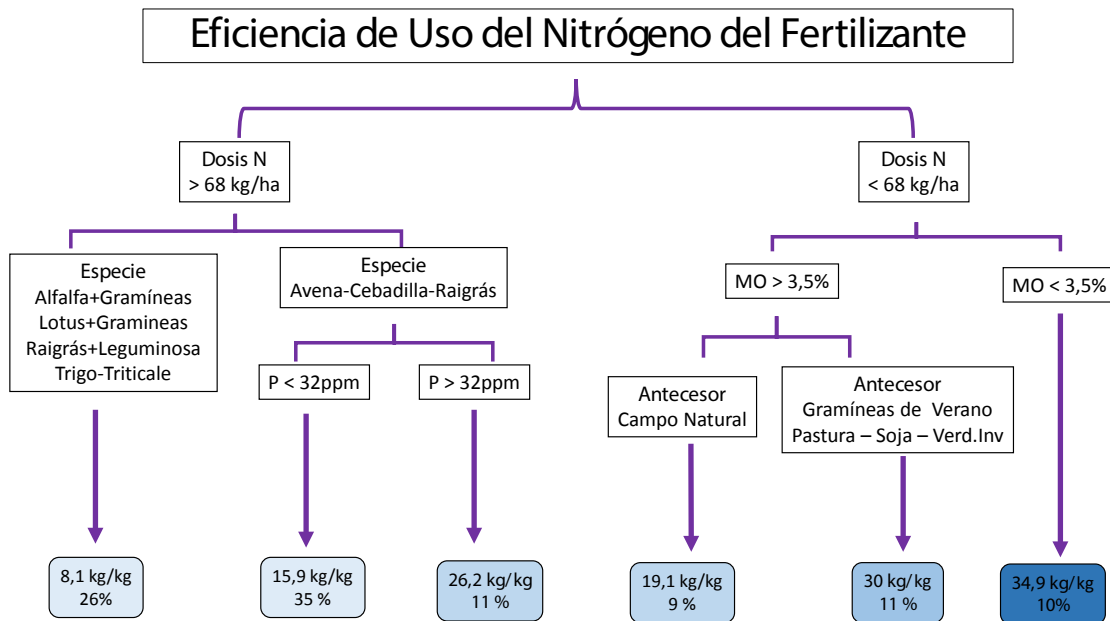 Eficiencia de Uso del Nitrógeno del Fertilizante
Dosis N
> 68 kg/ha
Dosis N
< 68 kg/ha
Especie
Alfalfa+Gramíneas
Lotus+Gramineas
Raigrás+Leguminosa
Trigo-Triticale
Especie
Avena-Cebadilla-Raigrás
MO > 3,5%
MO < 3,5%
P < 32ppm
P > 32ppm
Antecesor
Campo Natural
Antecesor
Gramíneas de Verano
Pastura – Soja – Verd.Inv
8,1 kg/kg
26%
15,9 kg/kg
35 %
26,2 kg/kg
11 %
19,1 kg/kg
9 %
30 kg/kg
11 %
34,9 kg/kg
10%